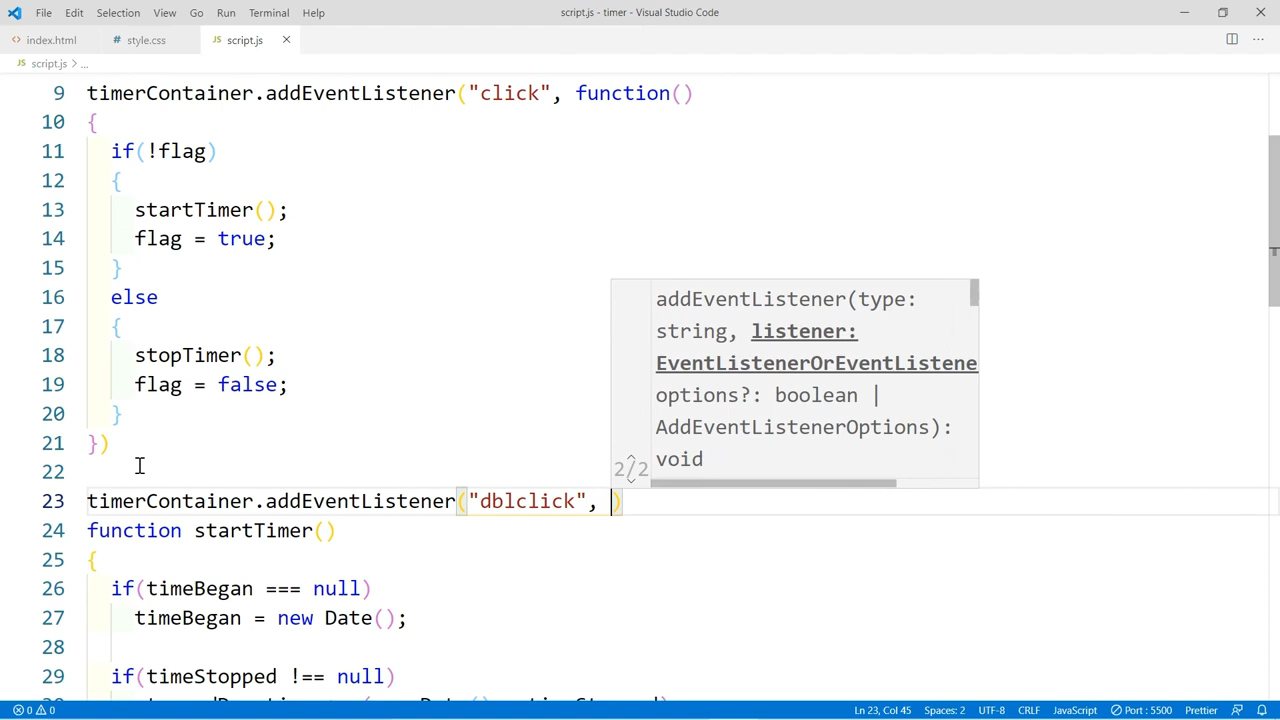 File Edit Selection View Go Run Terminal Help script.js - timer - Visual Studio Code
index.html style.css JS script.js
JS script.js > ...
9 timerContainer.addEventListener("click", function()
10 {
11 if(!flag)
12 {
13 startTimer();
14 flag = true;
15 }
16 else
17 {
18 stopTimer();
19 flag = false;
20 }
21 })
22
23 timerContainer.addEventListener("dblclick", )
24 function startTimer()
25 {
26 if(timeBegan === null)
27 timeBegan = new Date();
28
29 if(timeStopped !== null)
addEventListener(type:
string, listener:
EventListenerOrEventListene
options?: boolean |
AddEventListenerOptions):
2/2 void
0 0 Ln 23, Col 45 Spaces: 2 UTF-8 CRLF JavaScript Port : 5500 Prettier